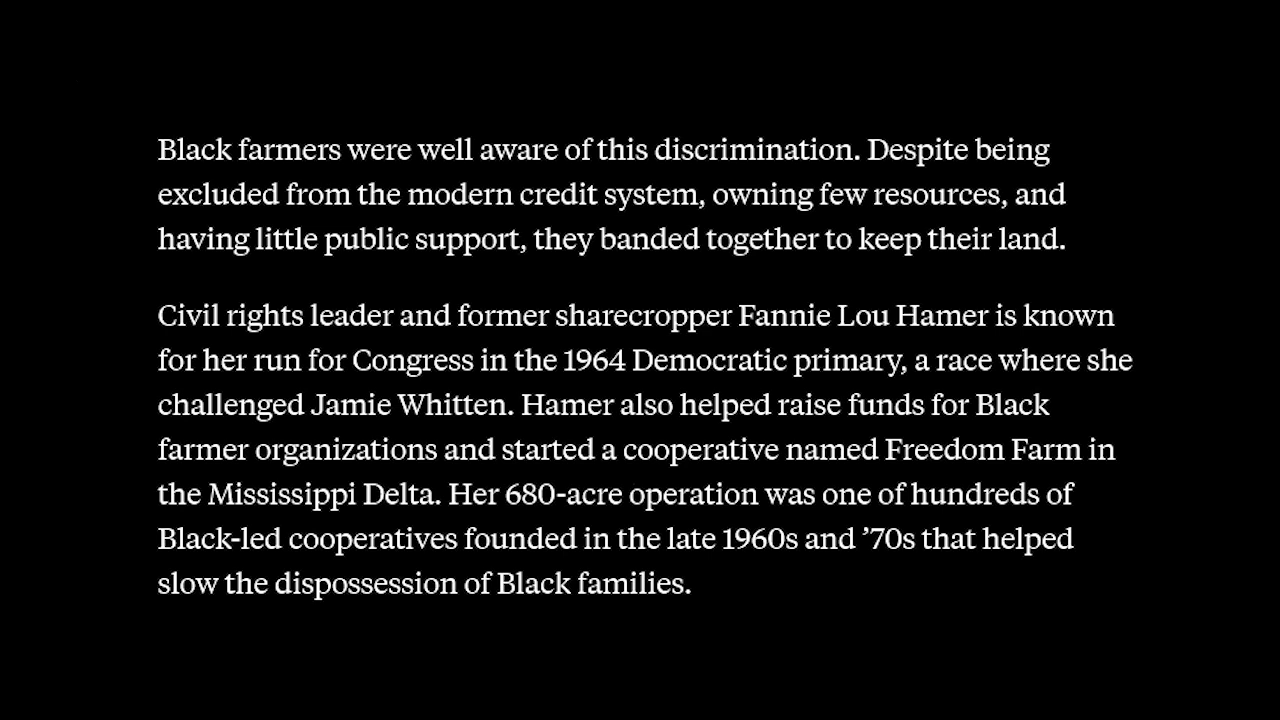 Black farmers were well aware of this discrimination. Despite being
excluded from the modern credit system, owning few resources, and
having little public support, they banded together to keep their land.
Civil rights leader and former sharecropper Fannie Lou Hamer is known
for her run for Congress in the 1964 Democratic primary, a race where she
challenged Jamie Whitten. Hamer also helped raise funds for Black
farmer organizations and started a cooperative named Freedom Farm in
the Mississippi Delta. Her 680-acre operation was one of hundreds of
Black-led cooperatives founded in the late 1960s and ’70s that helped
slow the dispossession of Black families.